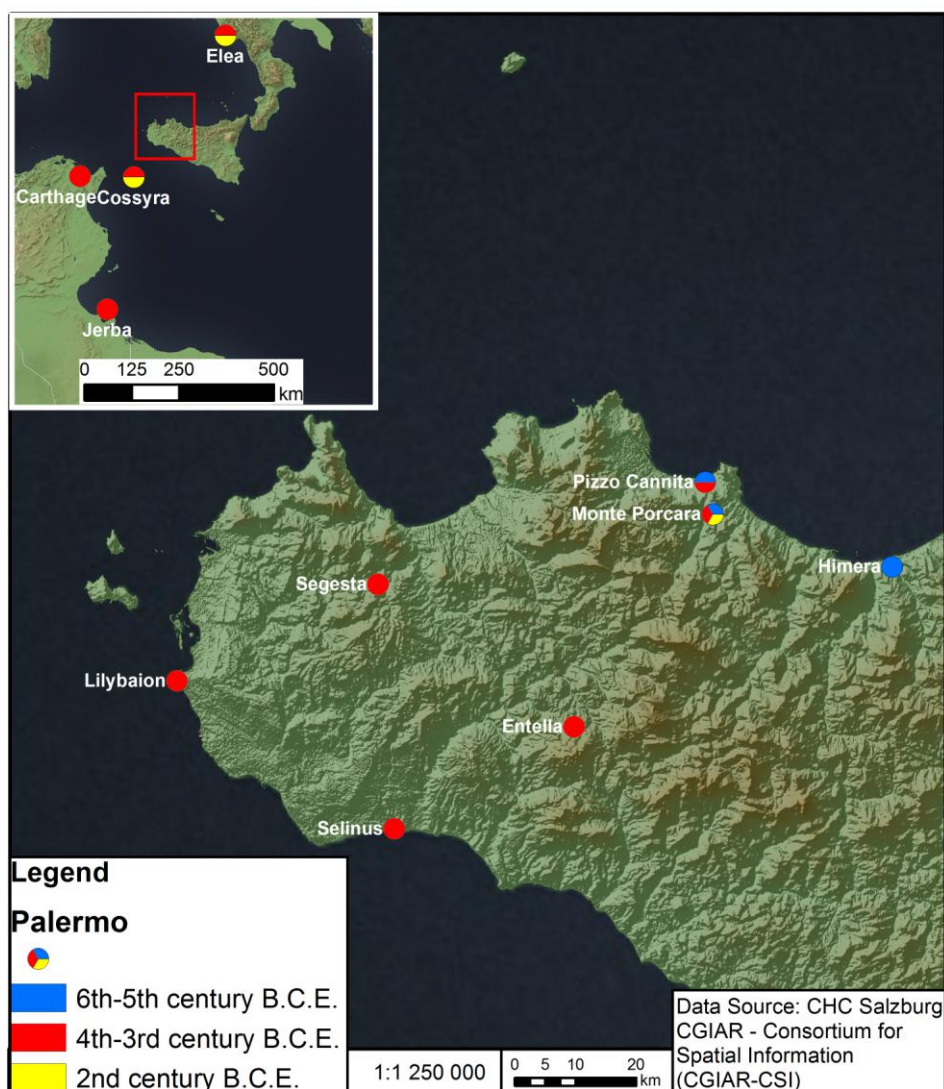 Elea
Carthage
Cossyra
Jerba
0 125 250 500
km
Pizzo Cannita
Monte Porcara
Himera
Segesta
Lilybaion
Entella
Selinus
Legend
Palermo
6th-5th century B.C.E.
4th-3rd century B.C.E.
2nd century B.C.E.
1:1 250 000
0 5 10 20
km
Data Source: CHC Salzburg
CGIAR - Consortium for
Spatial Information
(CGIAR-CSI)